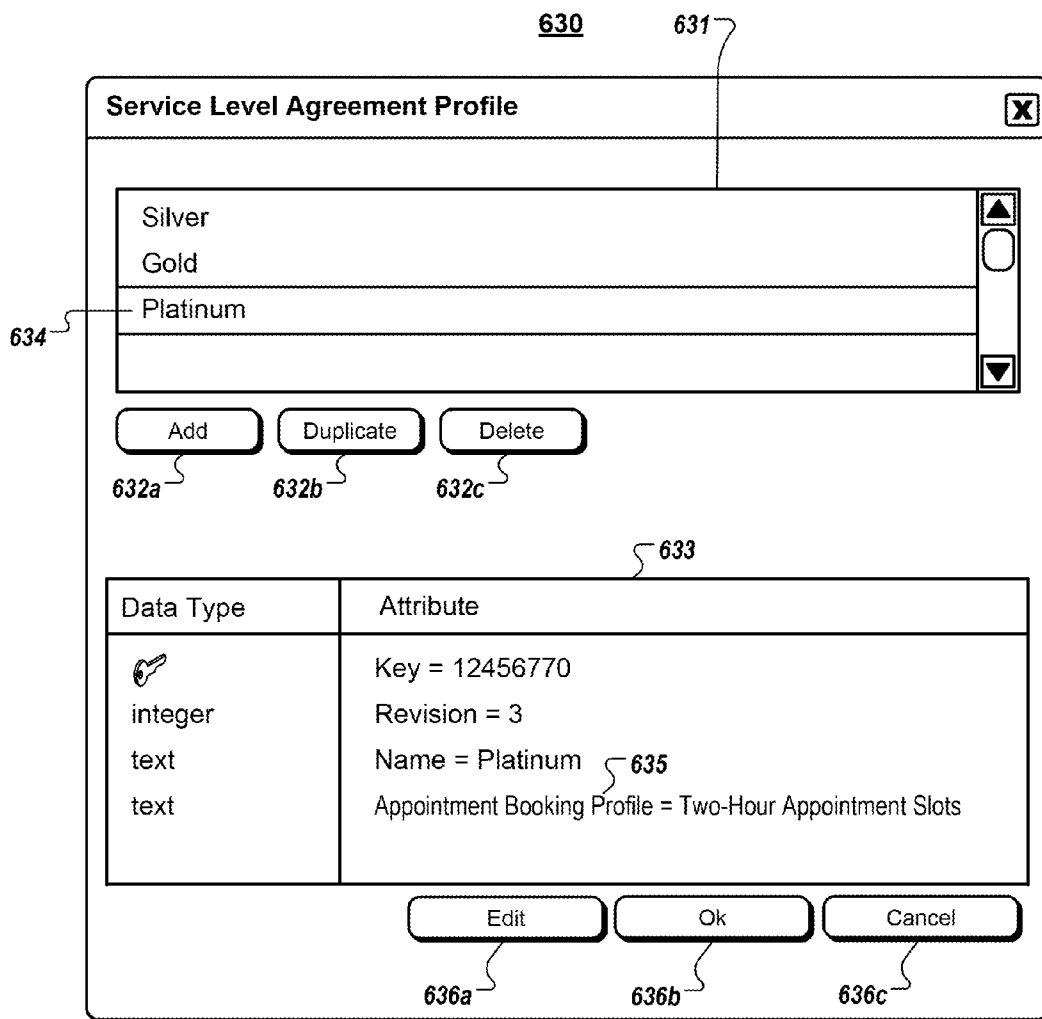 630
631
Service Level Agreement Profile X
Silver
Gold
Platinum
634
Add Duplicate Delete
632a 632b 632c
633
Data Type Attribute
Key = 12456770
integer Revision = 3
text Name = Platinum 635
text Appointment Booking Profile = Two-Hour Appointment Slots
Edit Ok Cancel
636a 636b 636c